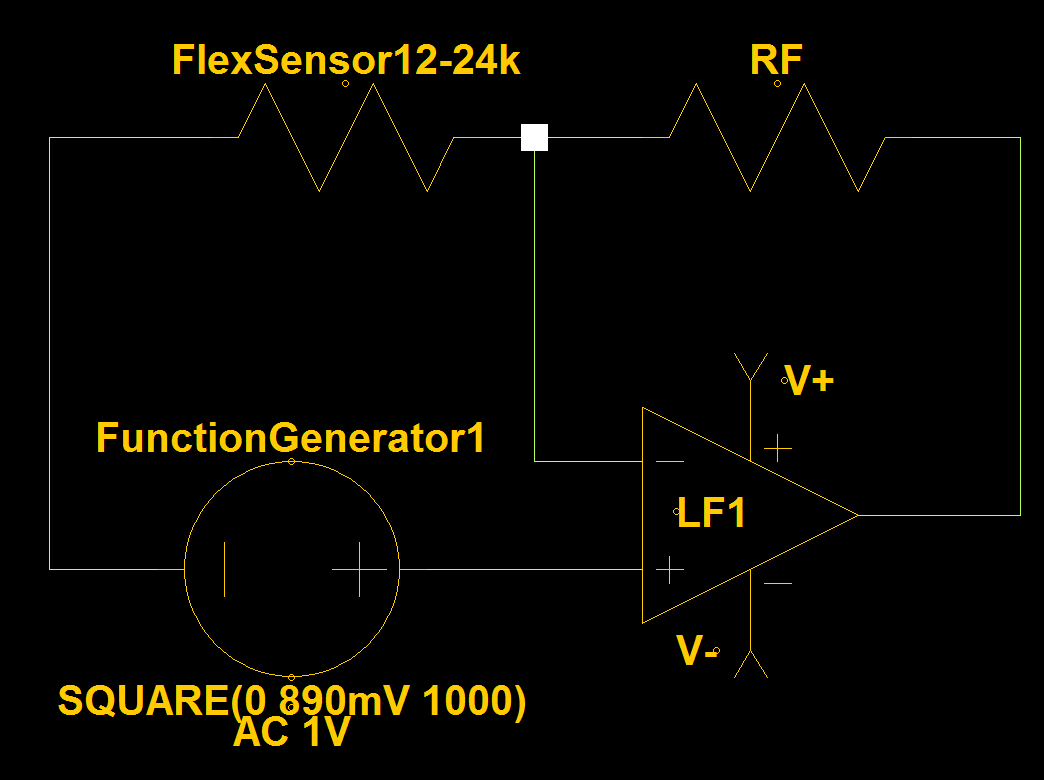 FlexSensor12-24k
RF
V+
FunctionGenerator1
LF1
V-
SQUARE(0 890mV 1000)
AC 1V